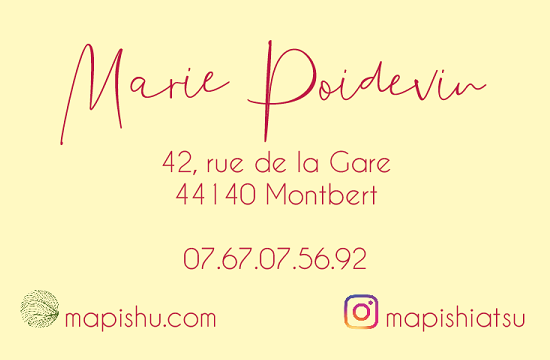 Marie Poidevin
42, rue de la Gare
44140 Montbert
07.67.07.56.92
mapishu.com
mapishiatsu